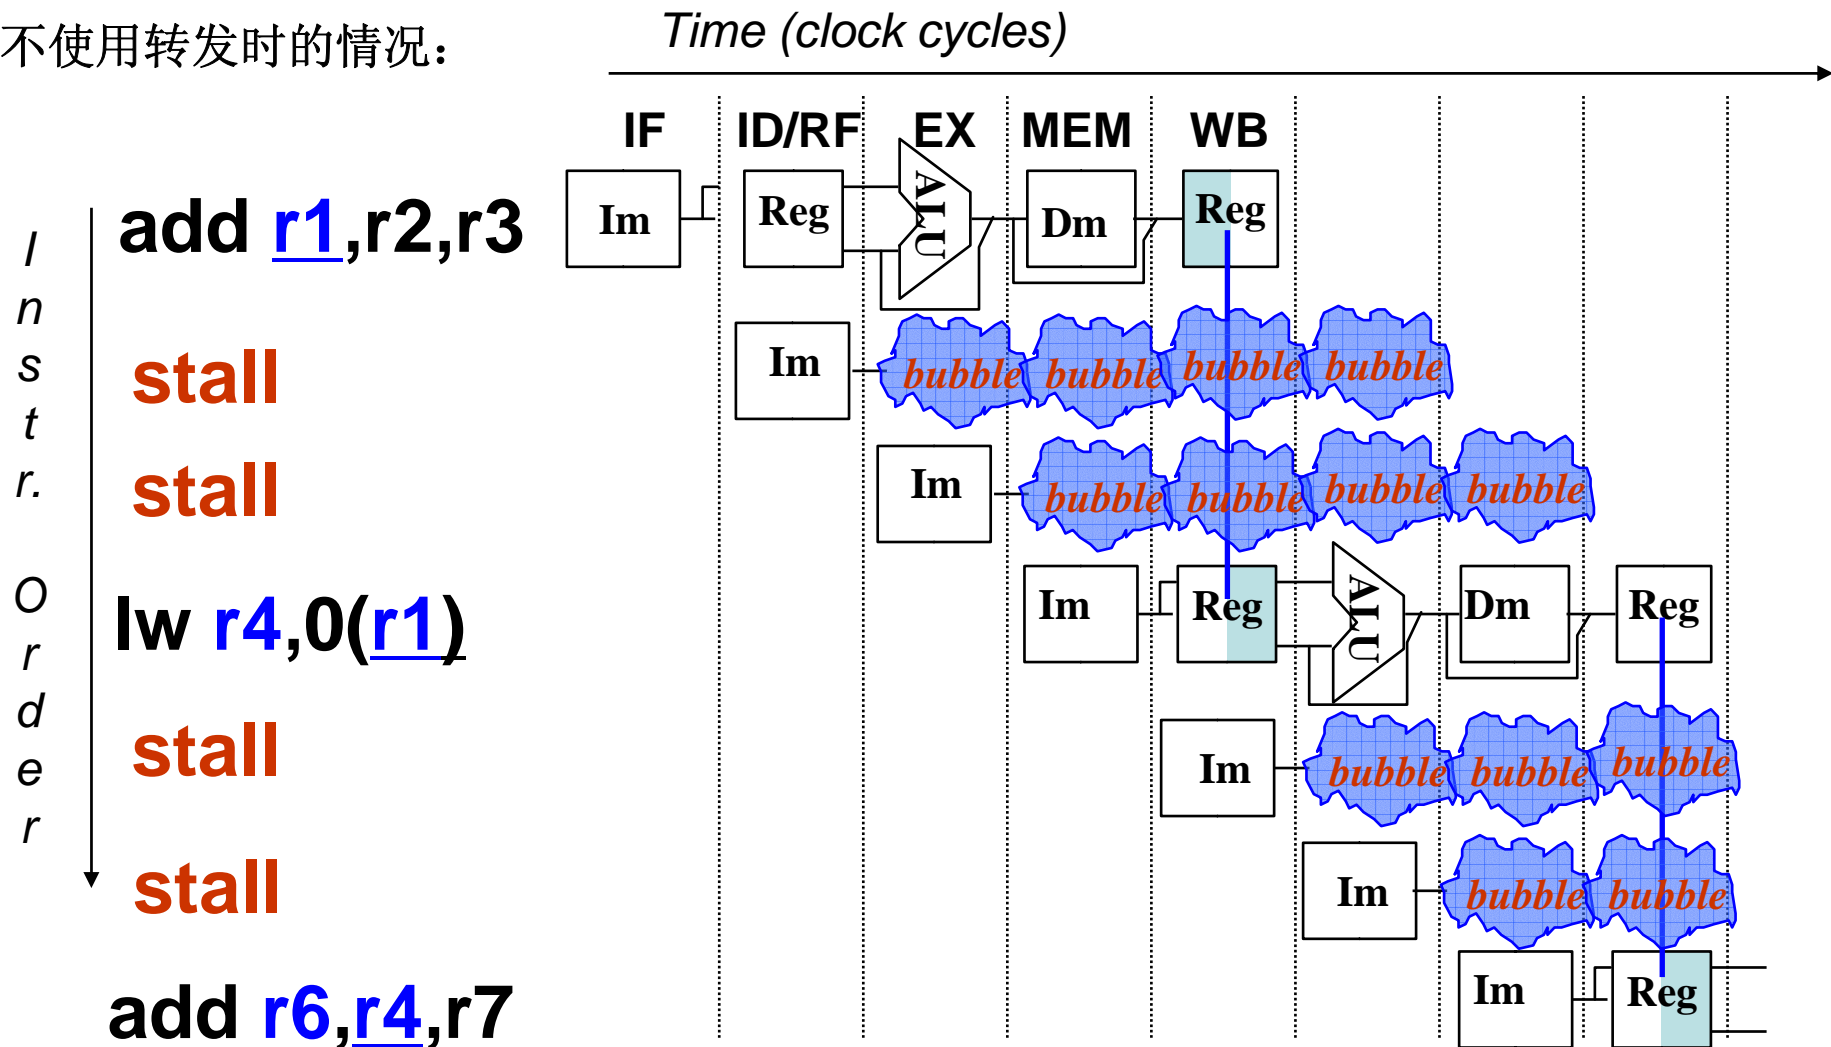 不使用转发时的情况：
Time (clock cycles)
IF ID/RF EX MEM WB
Instr. Order
add r1,r2,r3
Im Reg ALU Dm Reg
stall
Im bubble bubble bubble bubble
stall
Im bubble bubble bubble bubble
lw r4,0(r1)
Im Reg ALU Dm Reg
stall
Im bubble bubble bubble
stall
Im bubble bubble
add r6,r4,r7
Im Reg